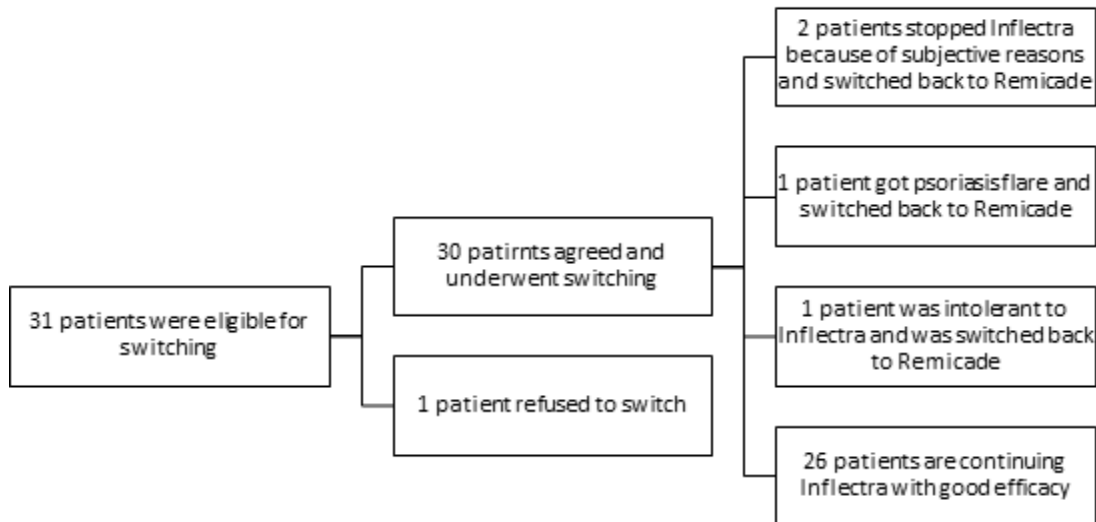 31 patients were eligible for
switching
30 patirnts agreed and
underwent switching
1 patient refused to switch
2 patients stopped Inflectra
because of subjective reasons
and switched back to Remicade
1 patient got psoriasis flare and
switched back to Remicade
1 patient was intolerant to
Inflectra and was switched back
to Remicade
26 patients are continuing
Inflectra with good efficacy